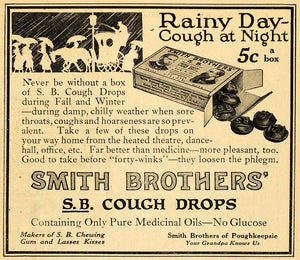 Rainy Day-
Cough at Night
5c a box
SMITH BROTHERS
Never be without a box
of S. B. Cough Drops
during Fall and Winter
—during damp, chilly weather when sore
throats, coughs and hoarseness are so prev-
alent. Take a few of these drops on
your way home from the heated theatre, dance-
hall, office, etc. Far better than medicine—more pleasant, too.
Good to take before "forty-winks"—they loosen the phlegm.
SMITH BROTHERS'
S.B. COUGH DROPS
Containing Only Pure Medicinal Oils—No Glucose
Makers of S. B. Chewing
Gum and Lasses Kisses
Smith Brothers of Poughkeepsie
Your Grandpa Knows Us